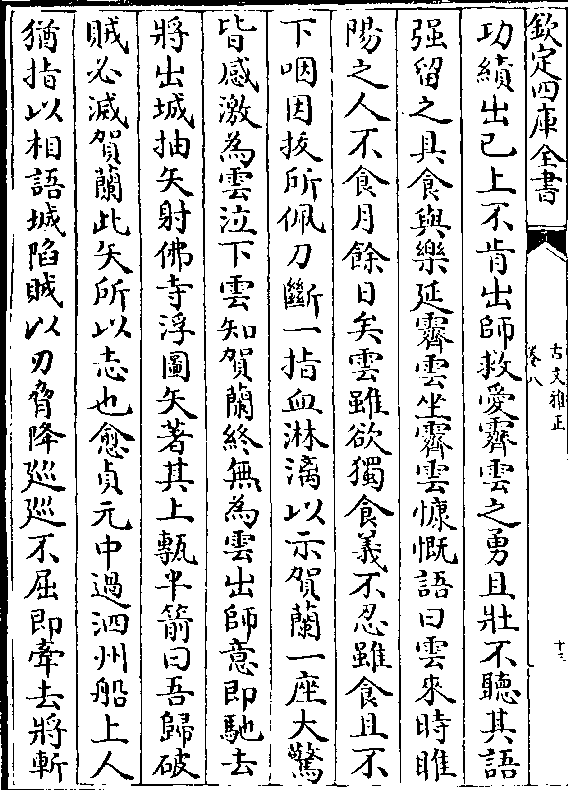 欽定四庫全書
古文雅正
卷八
十三
功績出已上不肯出師救愛霽雲之勇且壯不聽其語
强留之具食與樂延霽雲坐霽雲慷慨語曰雲來時睢
陽之人不食月餘日矣雲雖欲獨食義不忍雖食且不
下咽因拔所佩刀斷一指血淋漓以示賀蘭一座大驚
皆感激為雲泣下雲知賀蘭終無為雲出師意即馳去
將出城抽矢射佛寺浮圖矢著其上甎半箭曰吾歸破
賊必滅賀蘭此矢所以志也愈貞元中過泗州船上人
猶指以相語城陷賊以刃脅降廵廵不屈即牽去將斬